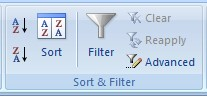 A
Z
Z
A
A Z
Z A
Sort
Filter
Clear
Reapply
Advanced
Sort & Filter